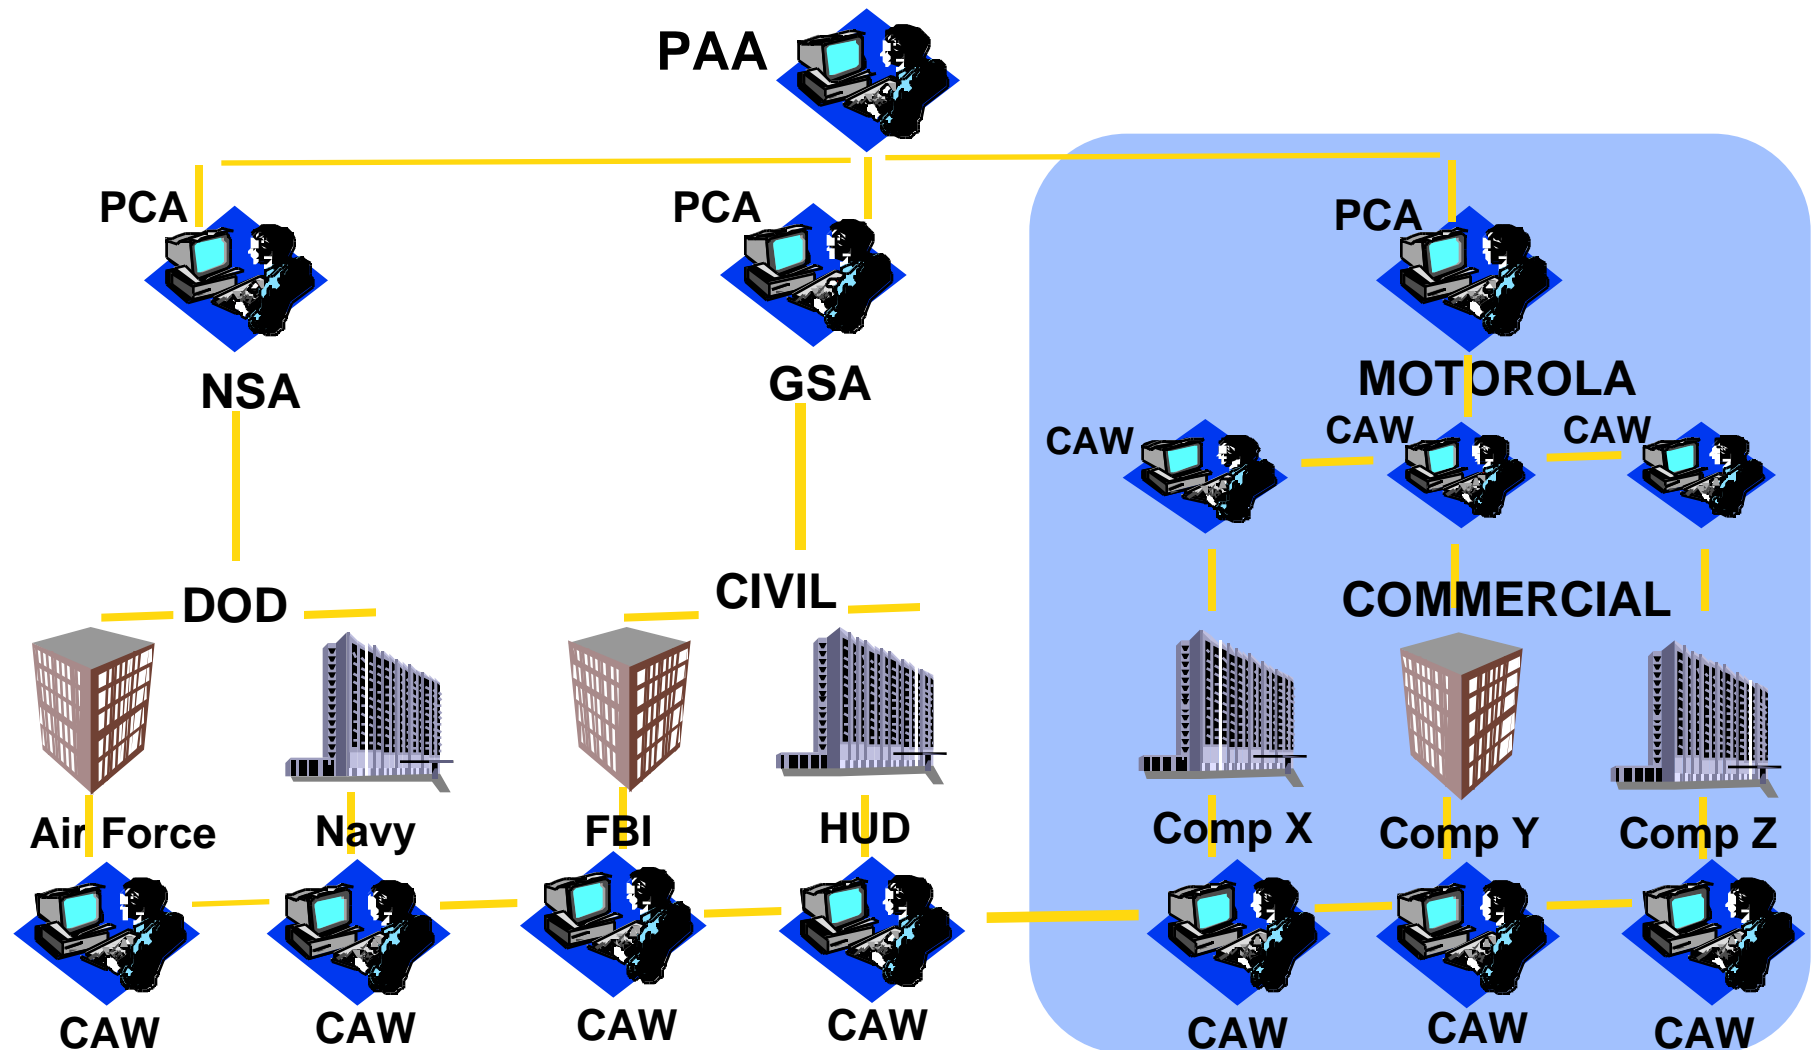 PAA
PCA
PCA
PCA
NSA
GSA
MOTOROLA
CAW
CAW
CAW
DOD
CIVIL
COMMERCIAL
Air Force
Navy
FBI
HUD
Comp X
Comp Y
Comp Z
CAW
CAW
CAW
CAW
CAW
CAW
CAW